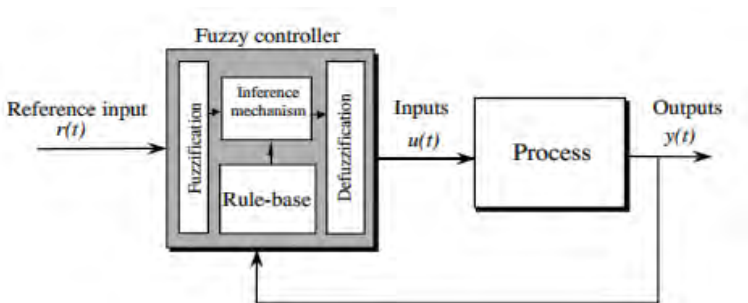 Fuzzy controller
Reference input
r(t)
Fuzzification
Inference
mechanism
Rule-base
Defuzzification
Inputs
u(t)
Process
Outputs
y(t)